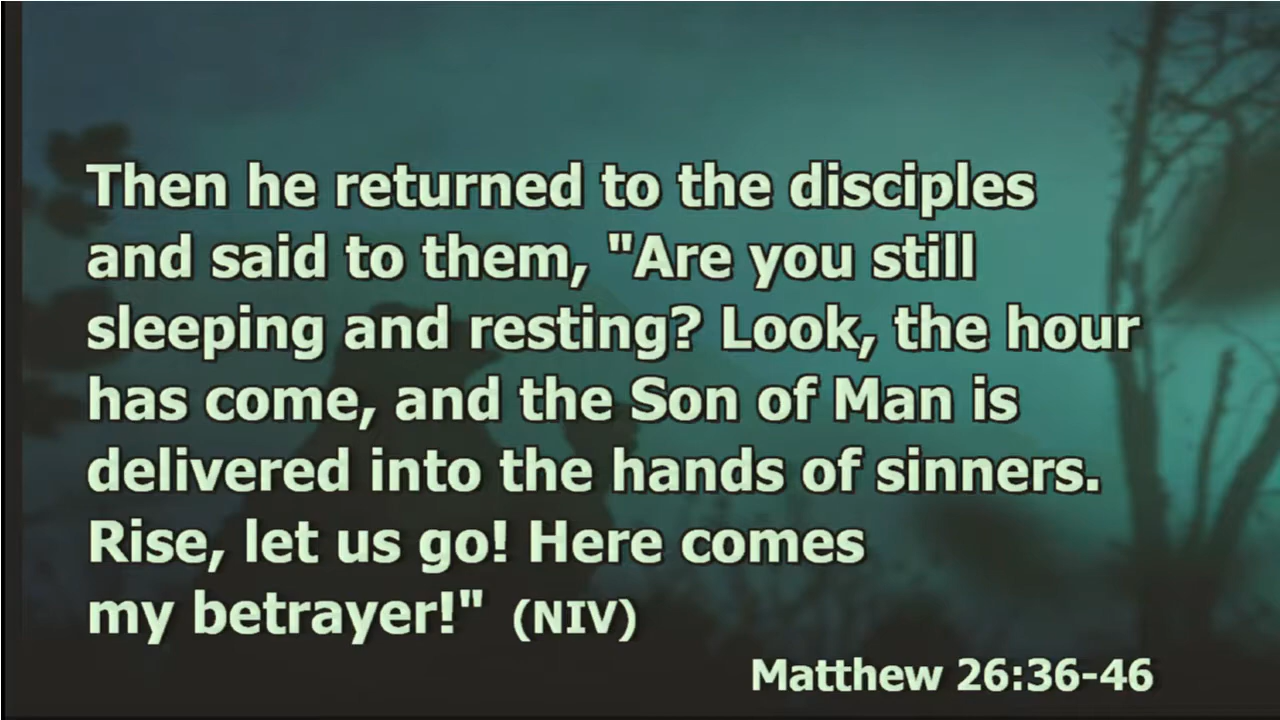 Then he returned to the disciples
and said to them, "Are you still
sleeping and resting? Look, the hour
has come, and the Son of Man is
delivered into the hands of sinners.
Rise, let us go! Here comes
my betrayer!" (NIV)
Matthew 26:36-46